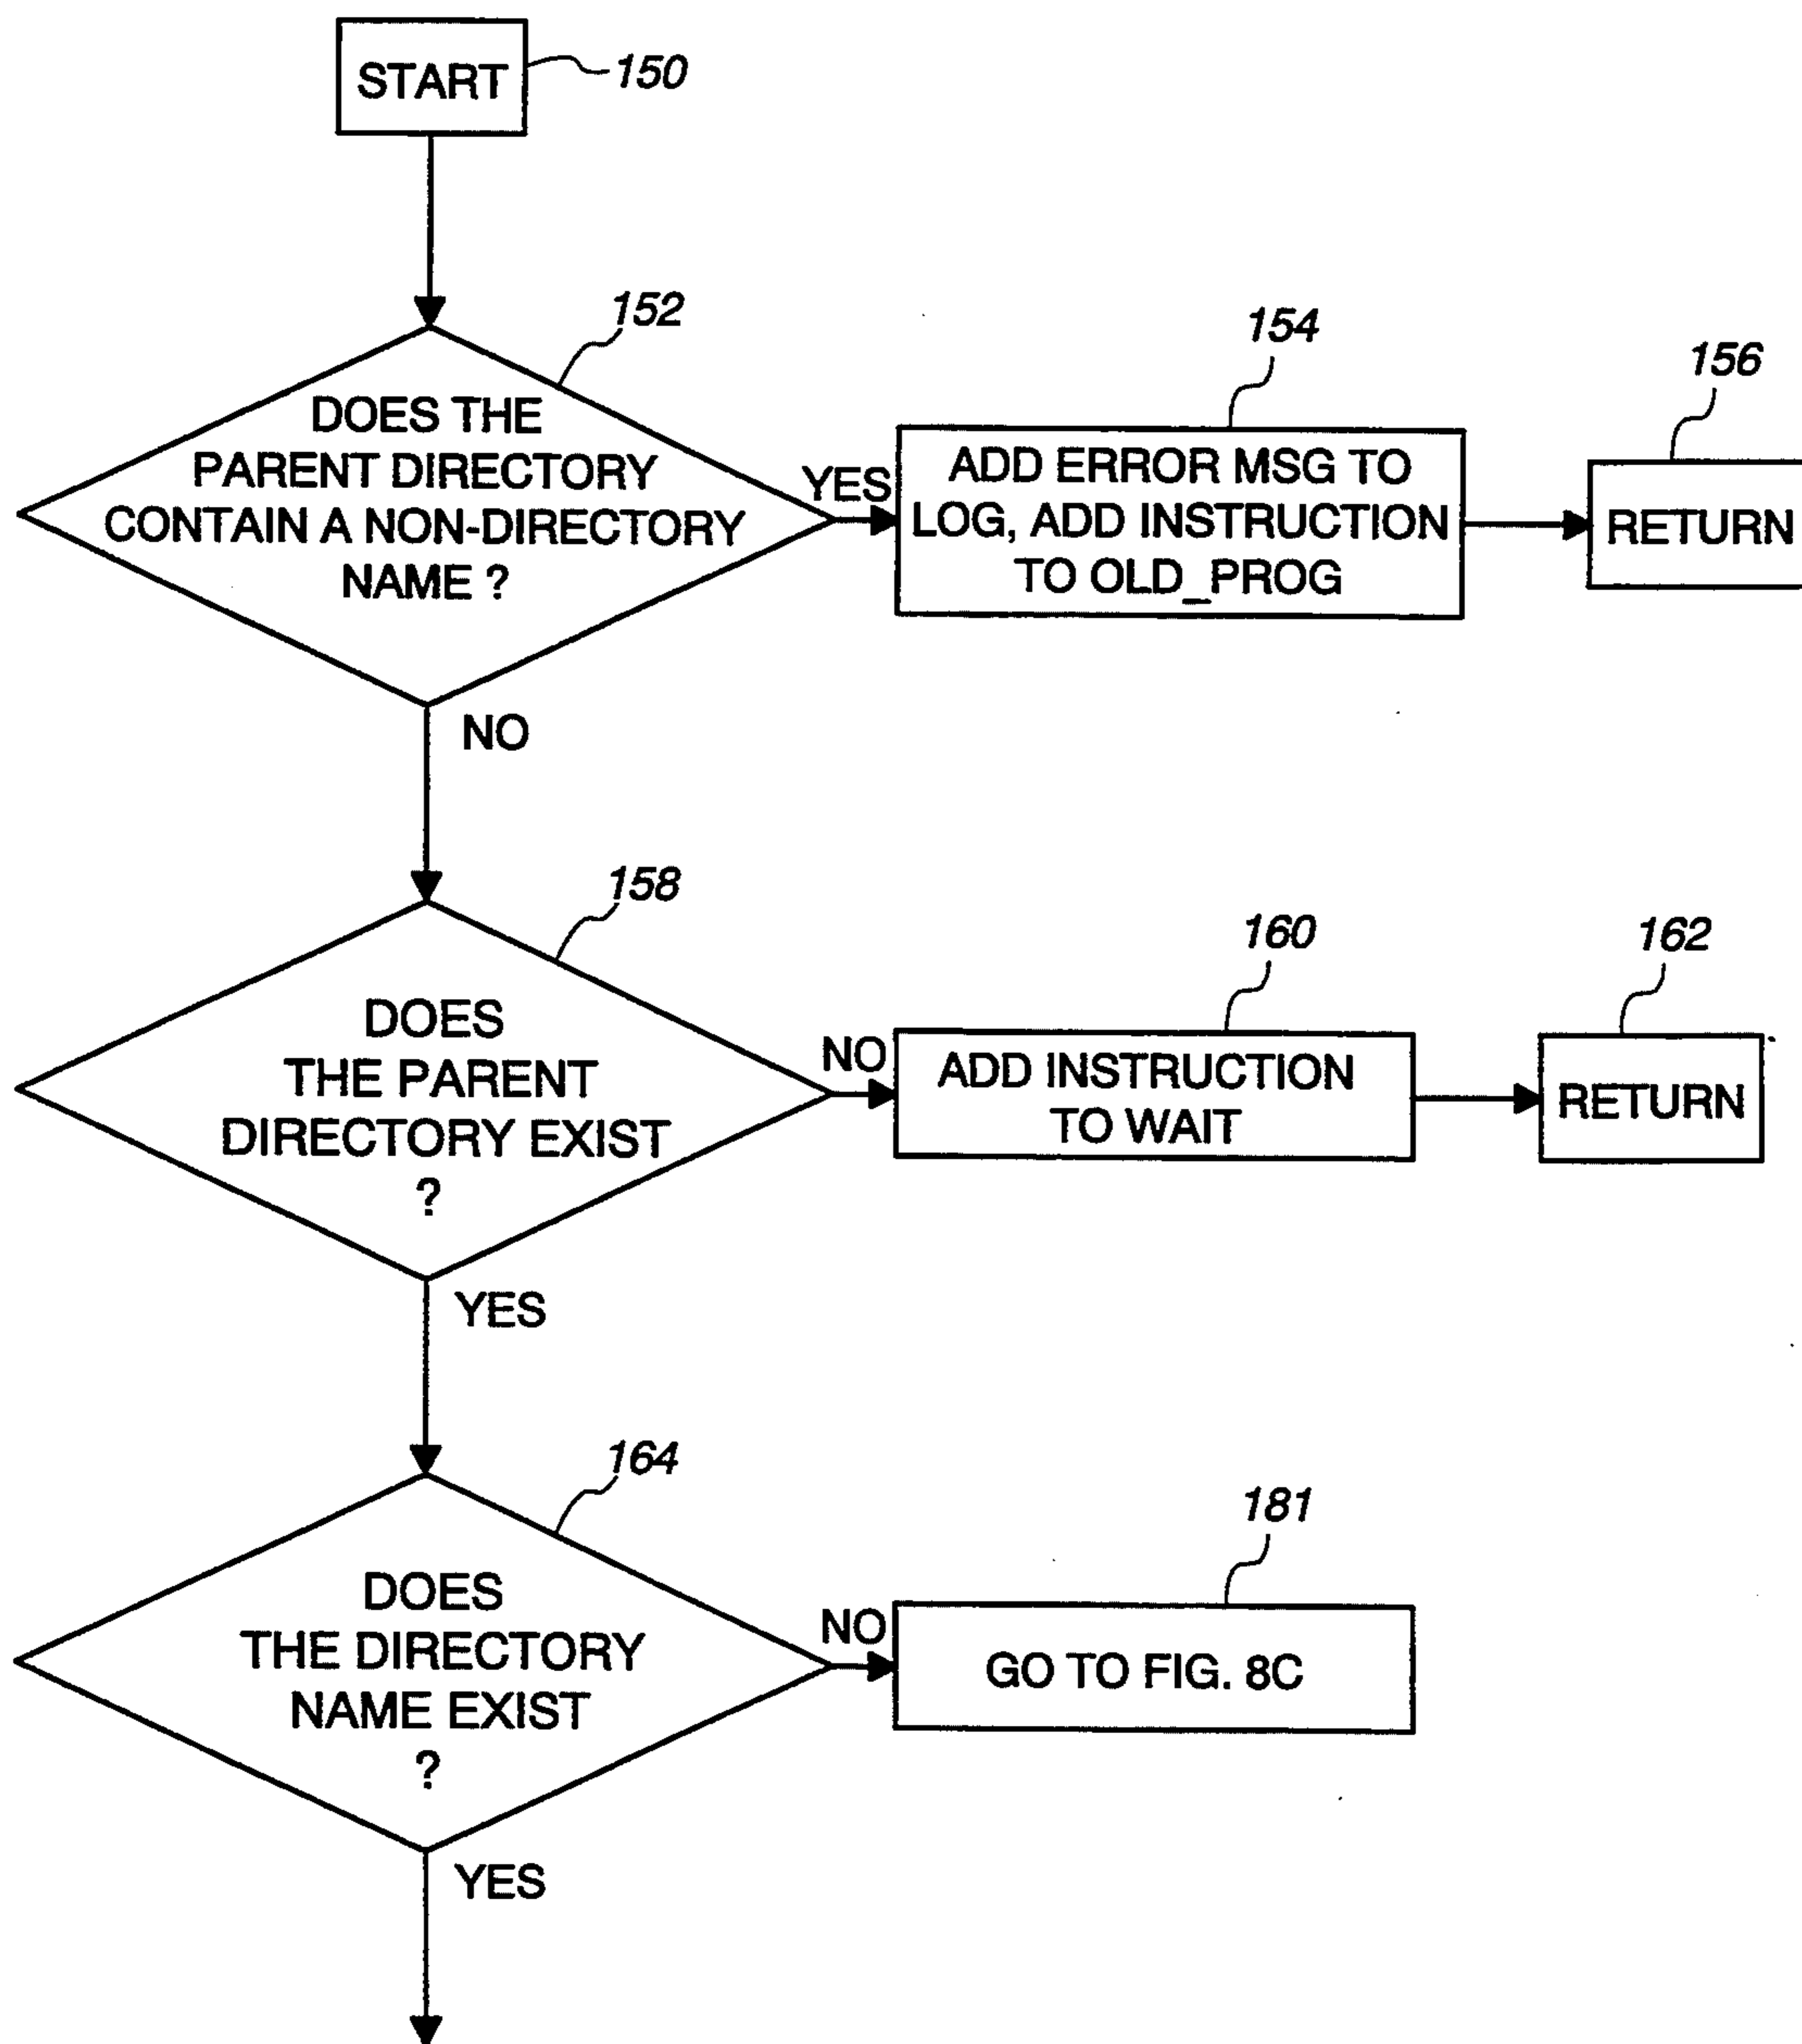 START
150
152
DOES THE
PARENT DIRECTORY
CONTAIN A NON-DIRECTORY
NAME ?
YES
154
ADD ERROR MSG TO
LOG, ADD INSTRUCTION
TO OLD_PROG
156
RETURN
NO
158
DOES
THE PARENT
DIRECTORY EXIST
?
NO
160
ADD INSTRUCTION
TO WAIT
162
RETURN
YES
164
DOES
THE DIRECTORY
NAME EXIST
?
NO
181
GO TO FIG. 8C
YES